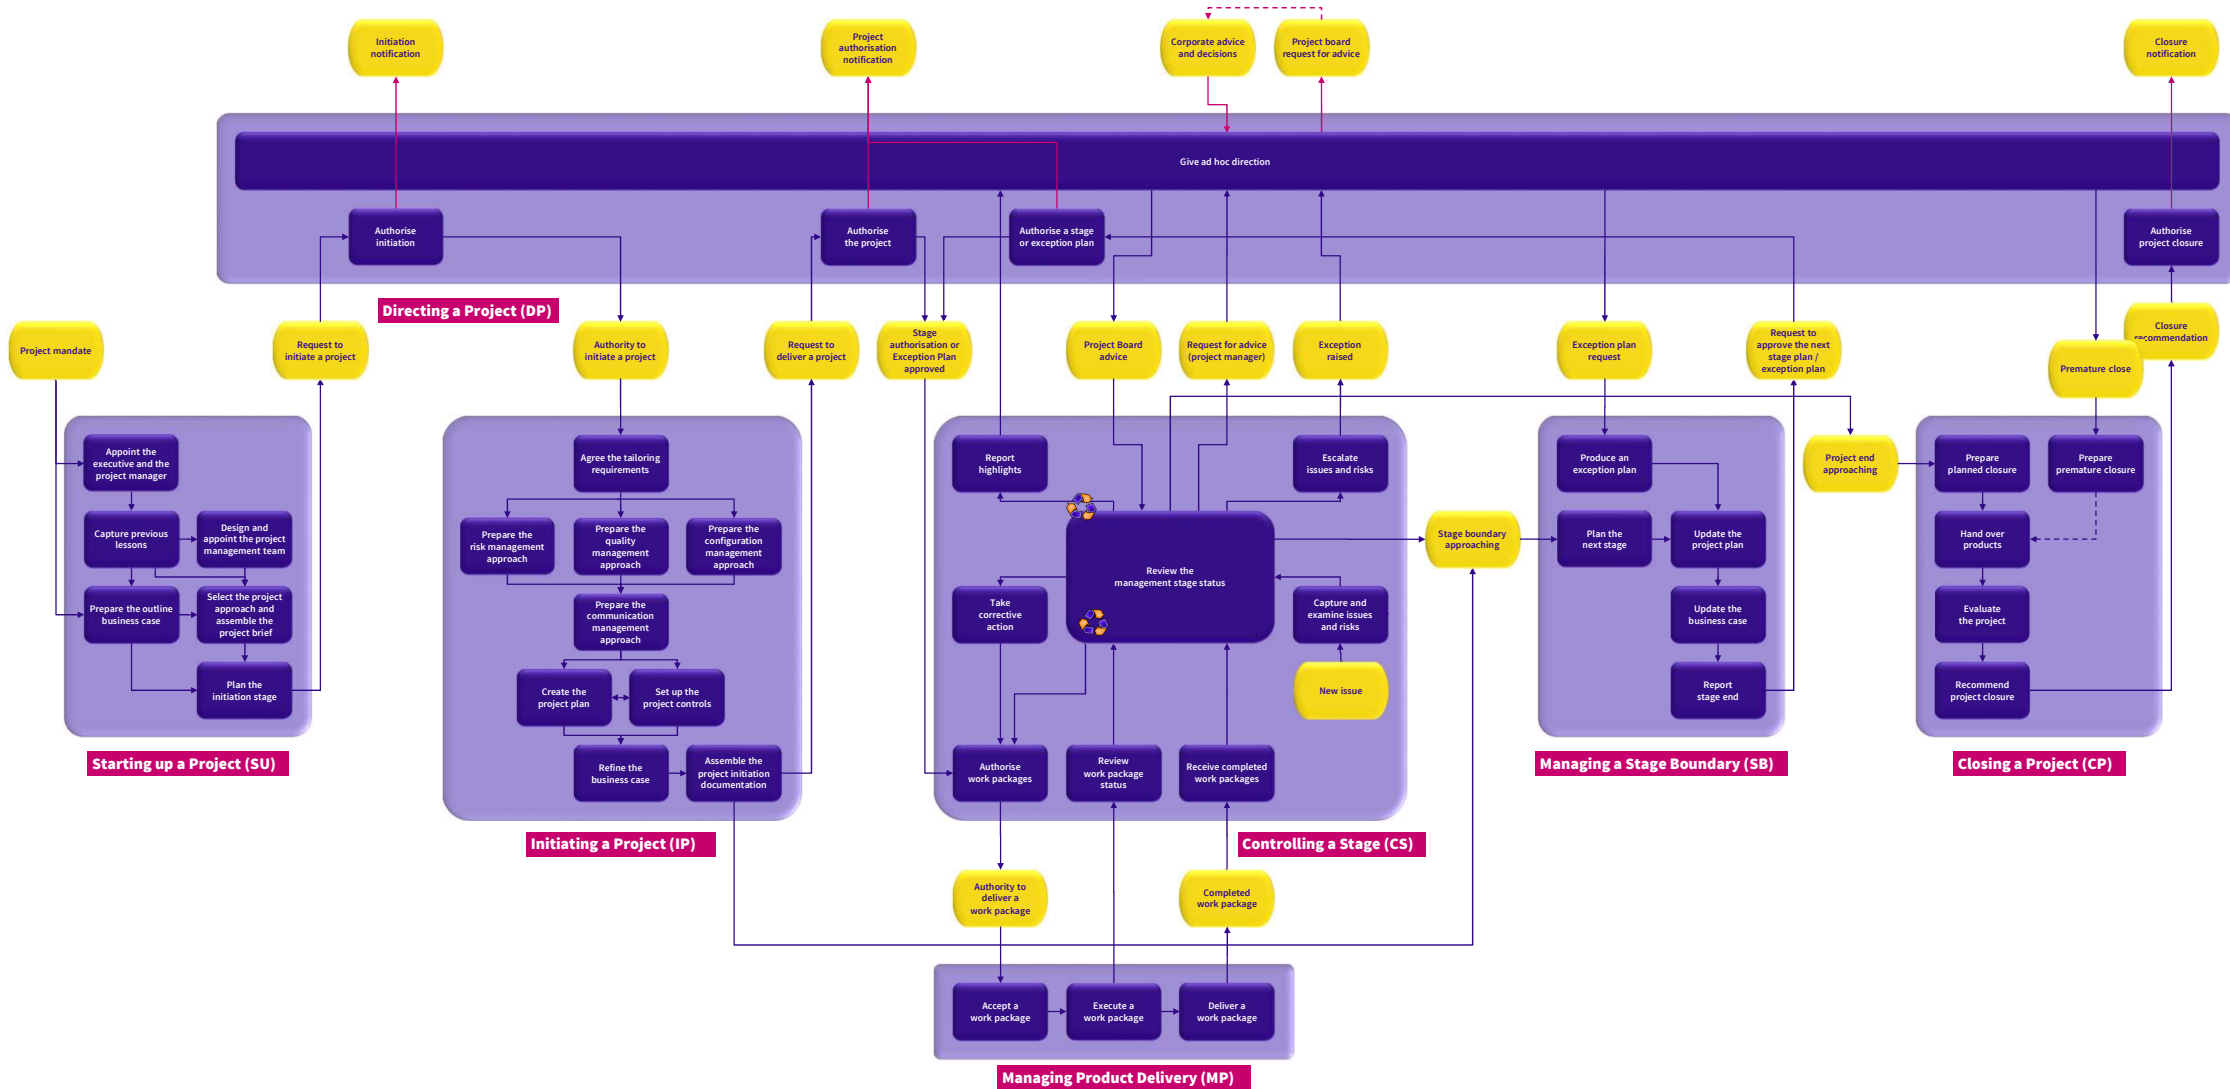 Initiation
notification
Project
authorisation
notification
Corporate advice
and decisions
Project board
request for advice
Closure
notification
Give ad hoc direction
Authorise
initiation
Authorise
the project
Authorise a stage
or exception plan
Authorise
project closure
Directing a Project (DP)
Project mandate
Request to
initiate a project
Authority to
initiate a project
Request to
deliver a project
Stage
authorisation or
Exception Plan
approved
Project Board
advice
Request for advice
(project manager)
Exception
raised
Exception plan
request
Request to
approve the next
stage plan /
exception plan
Closure
recommendation
Premature close
Appoint the
executive and the
project manager
Capture previous
lessons
Design and
appoint the project
management team
Prepare the outline
business case
Select the project
approach and
assemble the
project brief
Plan the
initiation stage
Starting up a Project (SU)
Agree the tailoring
requirements
Prepare the
risk management
approach
Prepare the
quality
management
approach
Prepare the
configuration
management
approach
Prepare the
communication
management
approach
Create the
project plan
Set up the
project controls
Refine the
business case
Assemble the
project initiation
documentation
Initiating a Project (IP)
Report
highlights
Escalate
issues and risks
Review the
management stage status
Take
corrective
action
Capture and
examine issues
and risks
New issue
Authorise
work packages
Review
work package
status
Receive completed
work packages
Controlling a Stage (CS)
Stage boundary
approaching
Produce an
exception plan
Plan the
next stage
Update the
project plan
Update the
business case
Report
stage end
Managing a Stage Boundary (SB)
Project end
approaching
Prepare
planned closure
Prepare
premature closure
Hand over
products
Evaluate
the project
Recommend
project closure
Closing a Project (CP)
Authority to
deliver a
work package
Completed
work package
Accept a
work package
Execute a
work package
Deliver a
work package
Managing Product Delivery (MP)